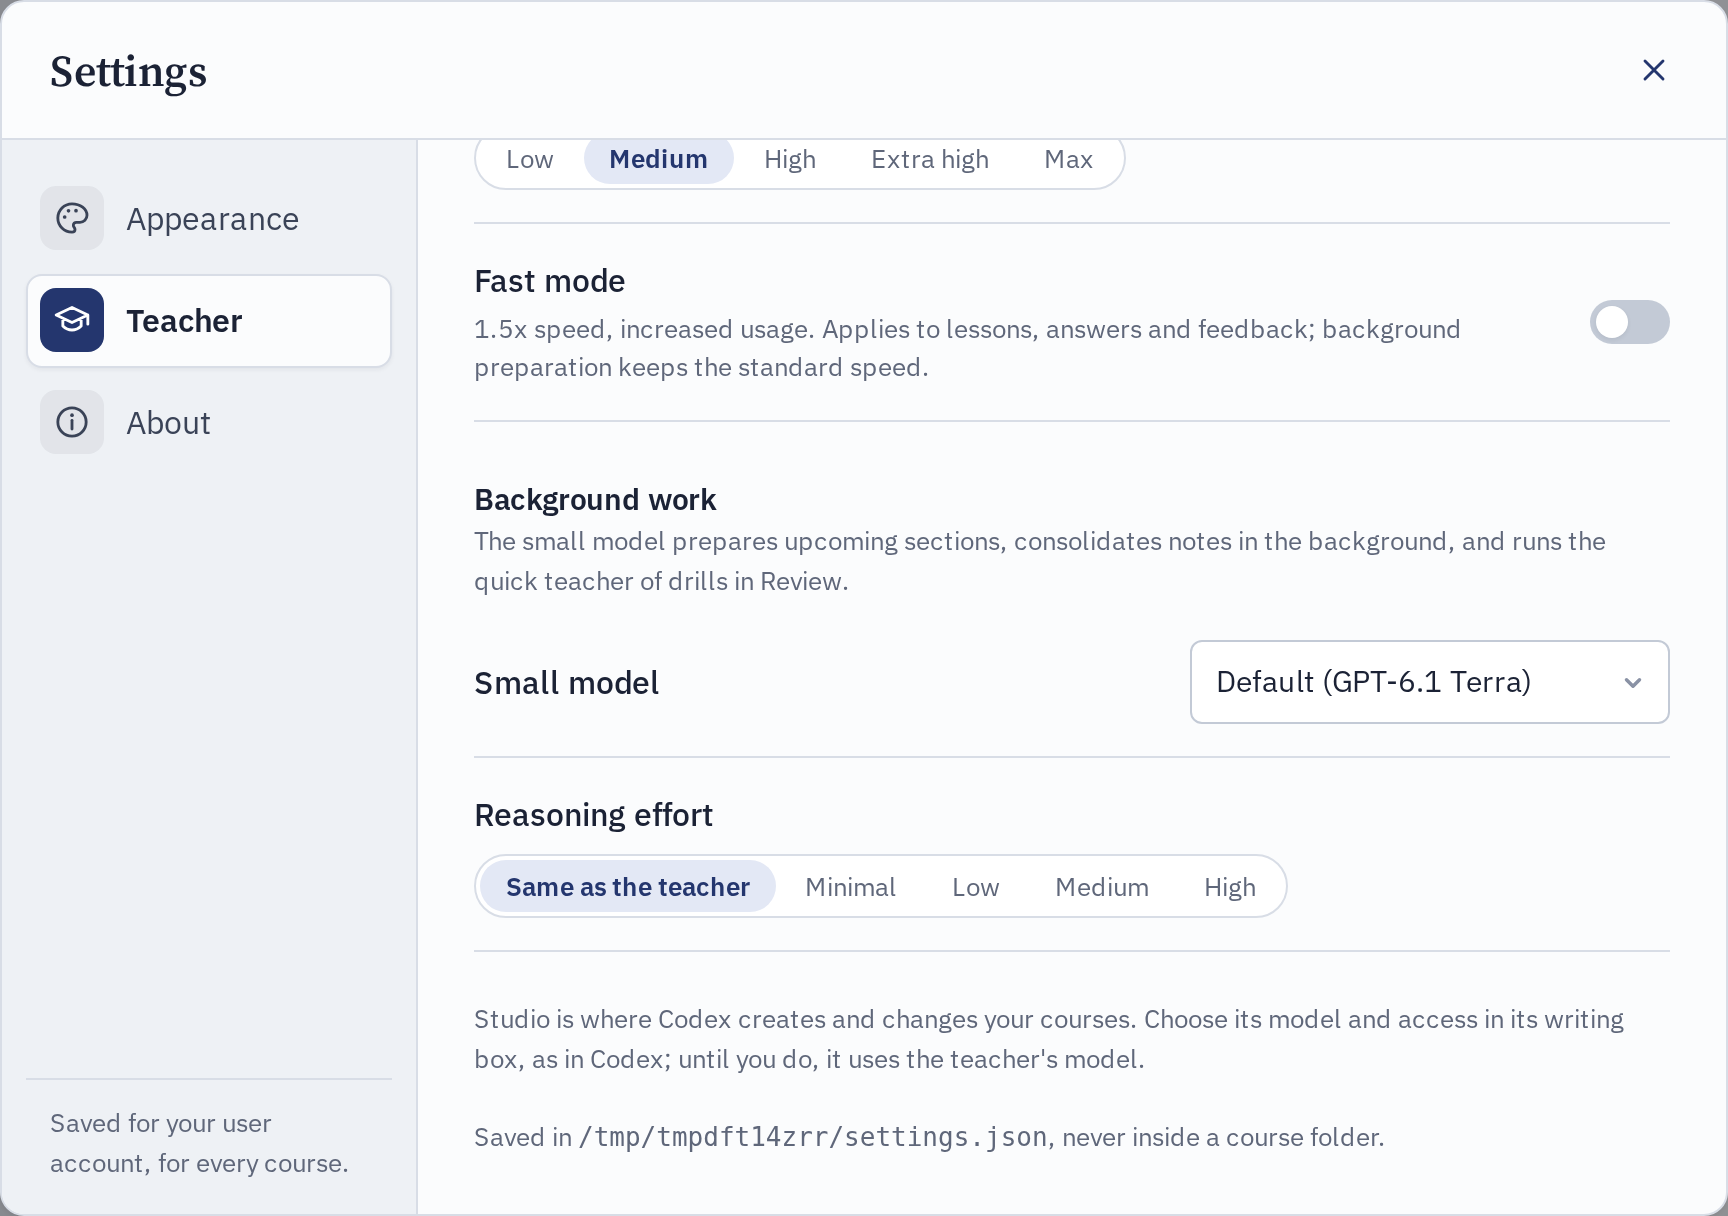 Settings
Appearance
Teacher
About
Saved for your user
account, for every course.
Low Medium High Extra high Max
Fast mode
1.5x speed, increased usage. Applies to lessons, answers and feedback; background
preparation keeps the standard speed.
Background work
The small model prepares upcoming sections, consolidates notes in the background, and runs the
quick teacher of drills in Review.
Small model
Default (GPT-6.1 Terra)
Reasoning effort
Same as the teacher Minimal Low Medium High
Studio is where Codex creates and changes your courses. Choose its model and access in its writing
box, as in Codex; until you do, it uses the teacher's model.
Saved in /tmp/tmpdft14zrr/settings.json, never inside a course folder.